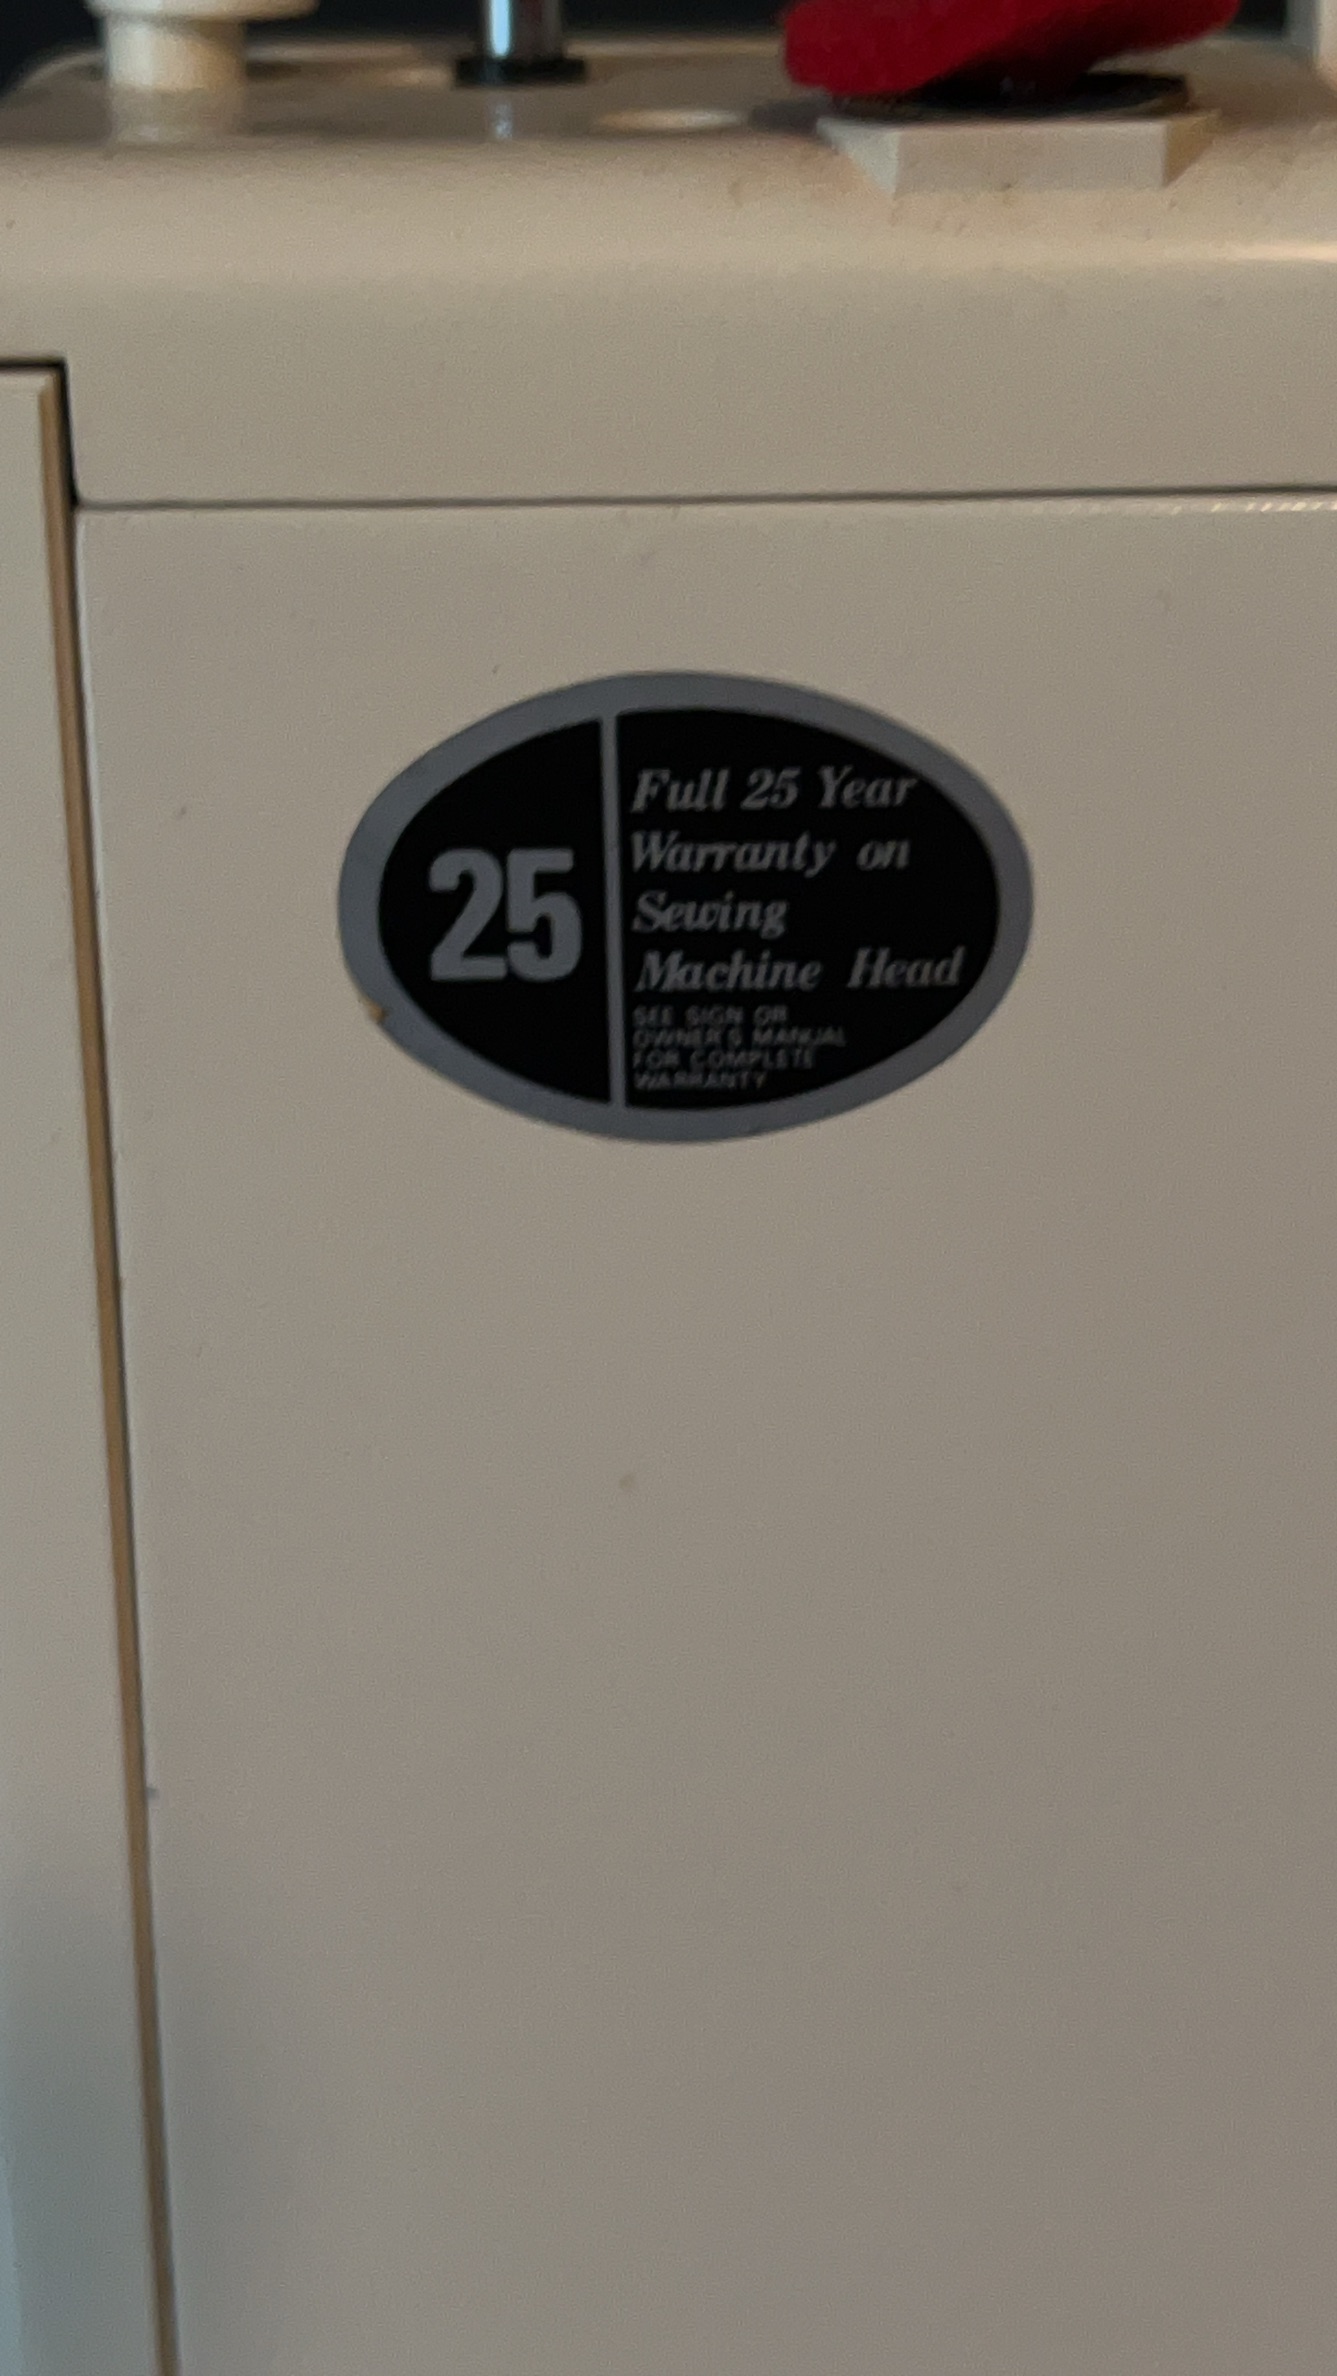 25
Full 25 Year
Warranty on
Sewing
Machine Head
SEE SIGN OR
OWNER'S MANUAL
FOR COMPLETE
WARRANTY